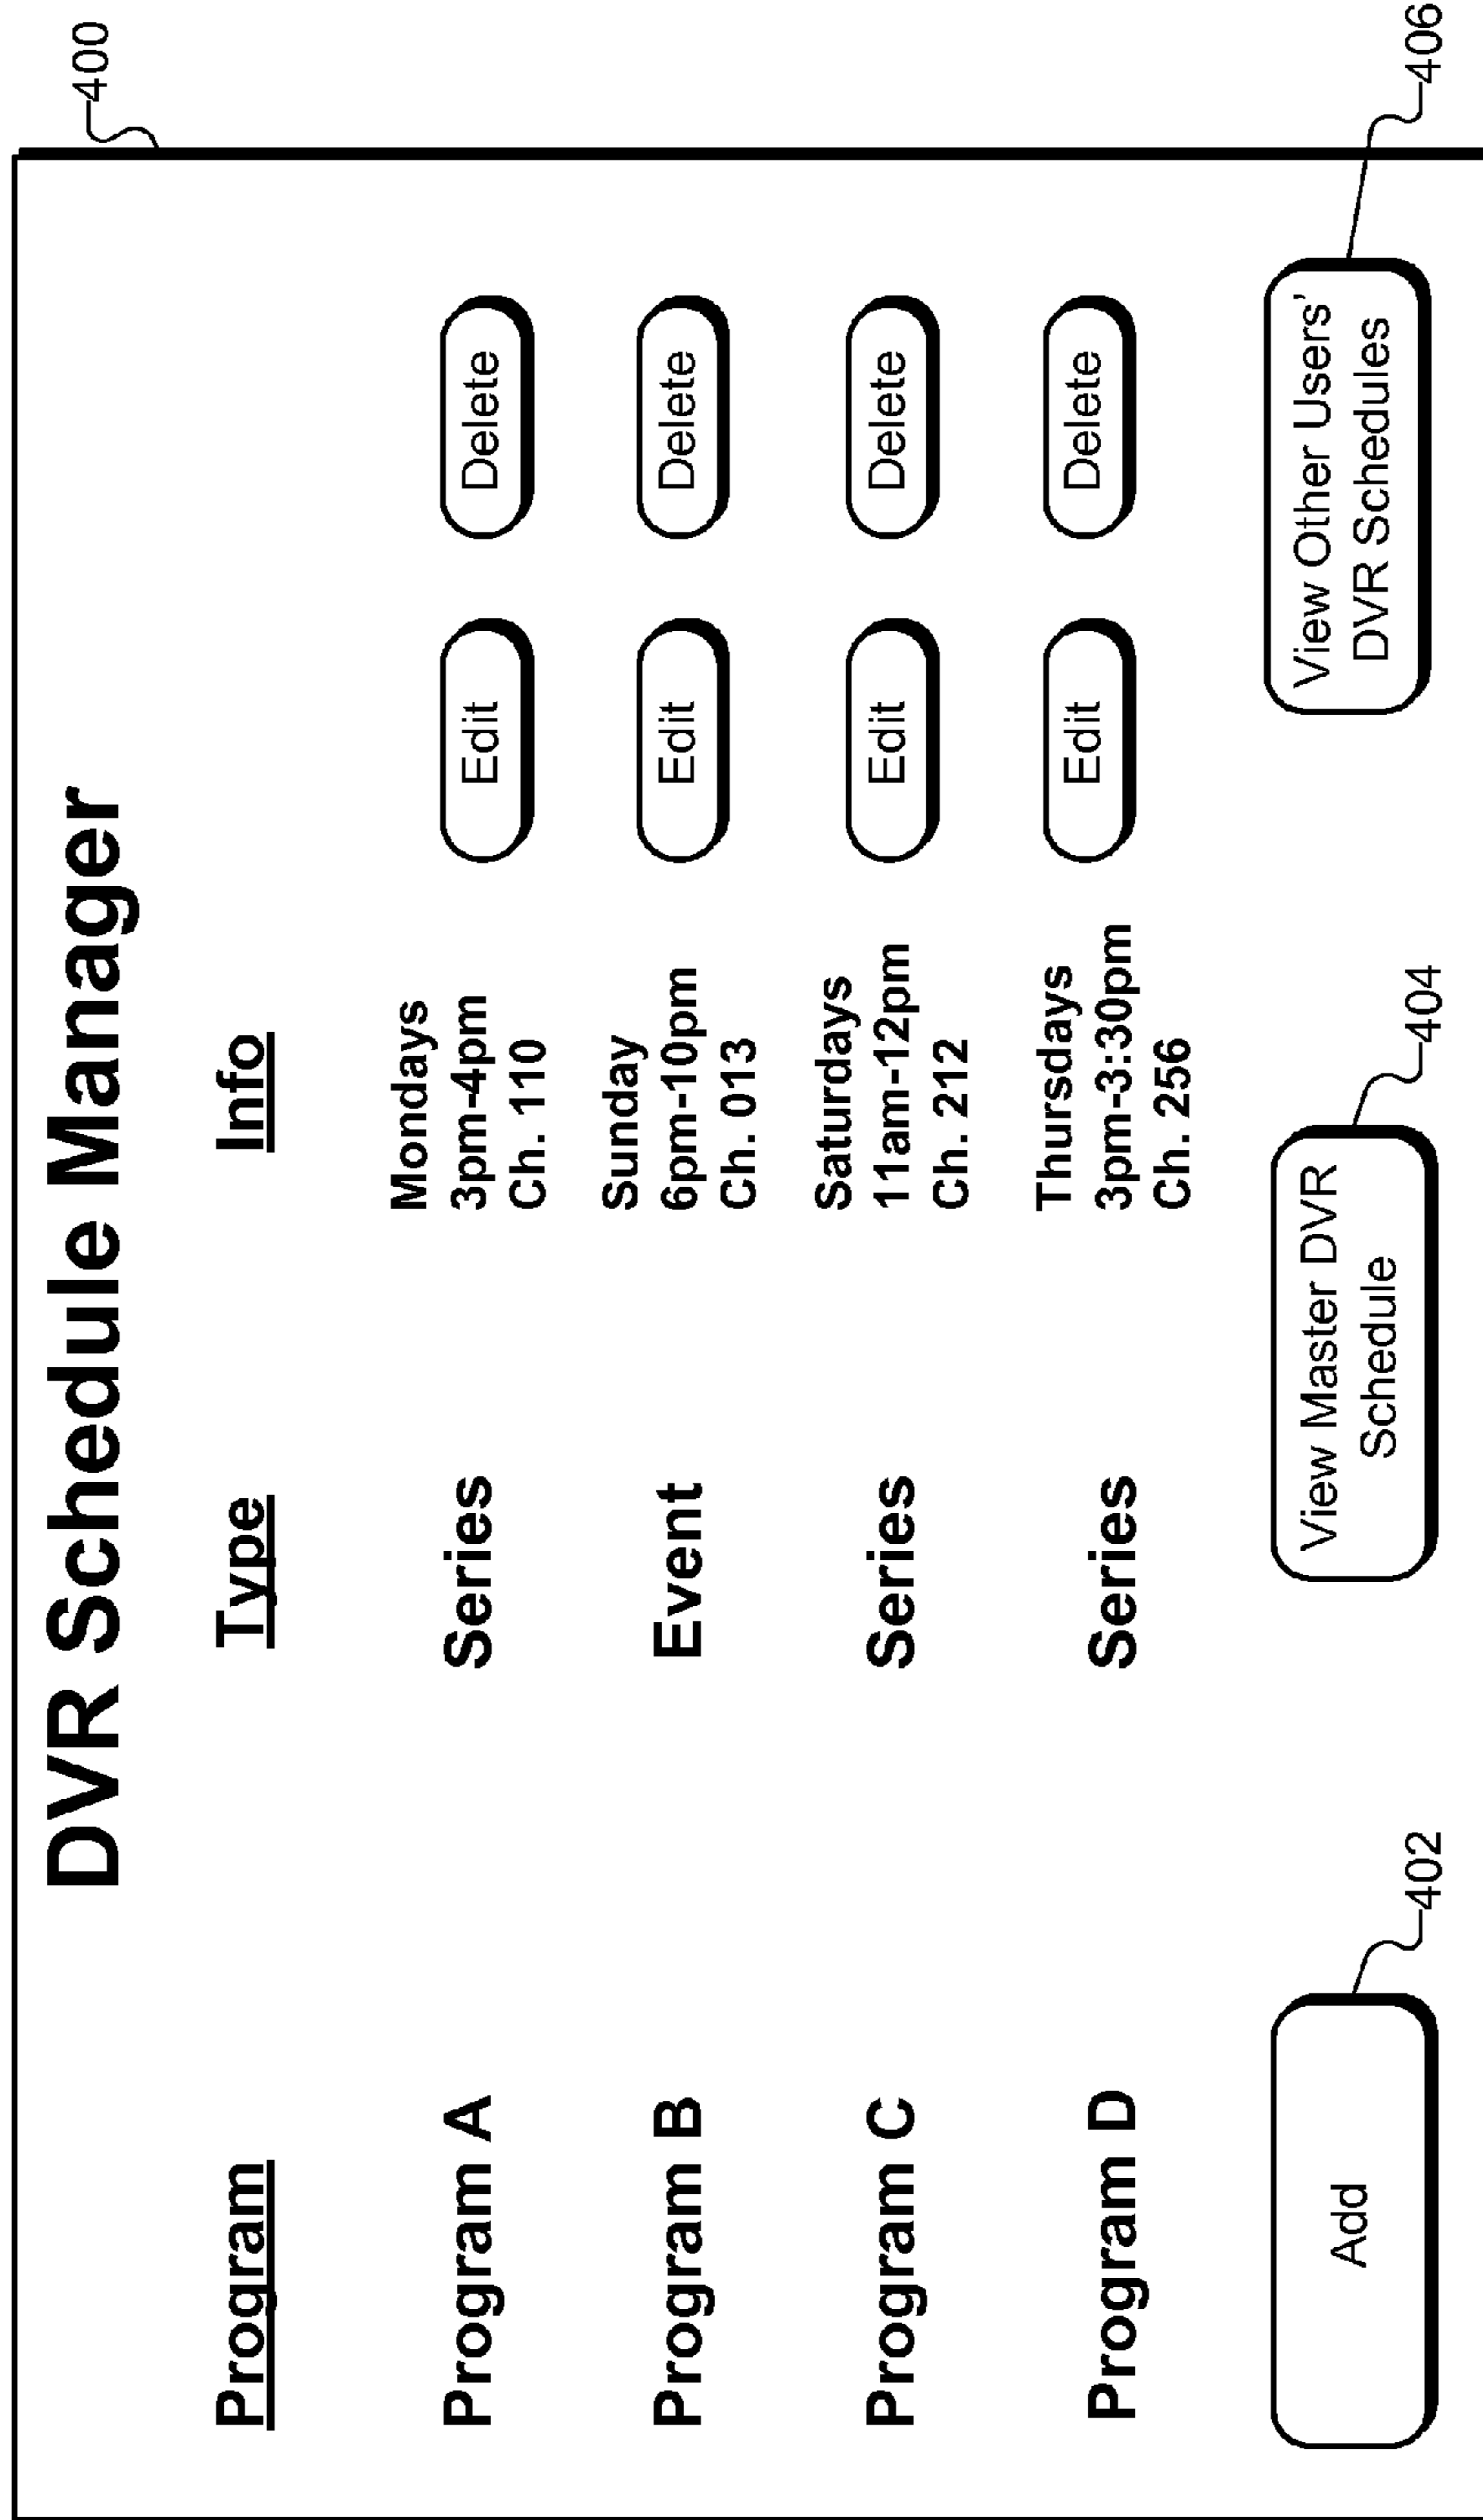 400
DVR Schedule Manager
Program Type Info
Program A Series Mondays
3pm-4pm
Ch. 110
Edit Delete
Program B Event Sunday
6pm-10pm
Ch. 013
Edit Delete
Program C Series Saturdays
11am-12pm
Ch. 212
Edit Delete
Program D Series Thursdays
3pm-3:30pm
Ch. 256
Edit Delete
Add
402
View Master DVR
Schedule
404
View Other Users'
DVR Schedules
406